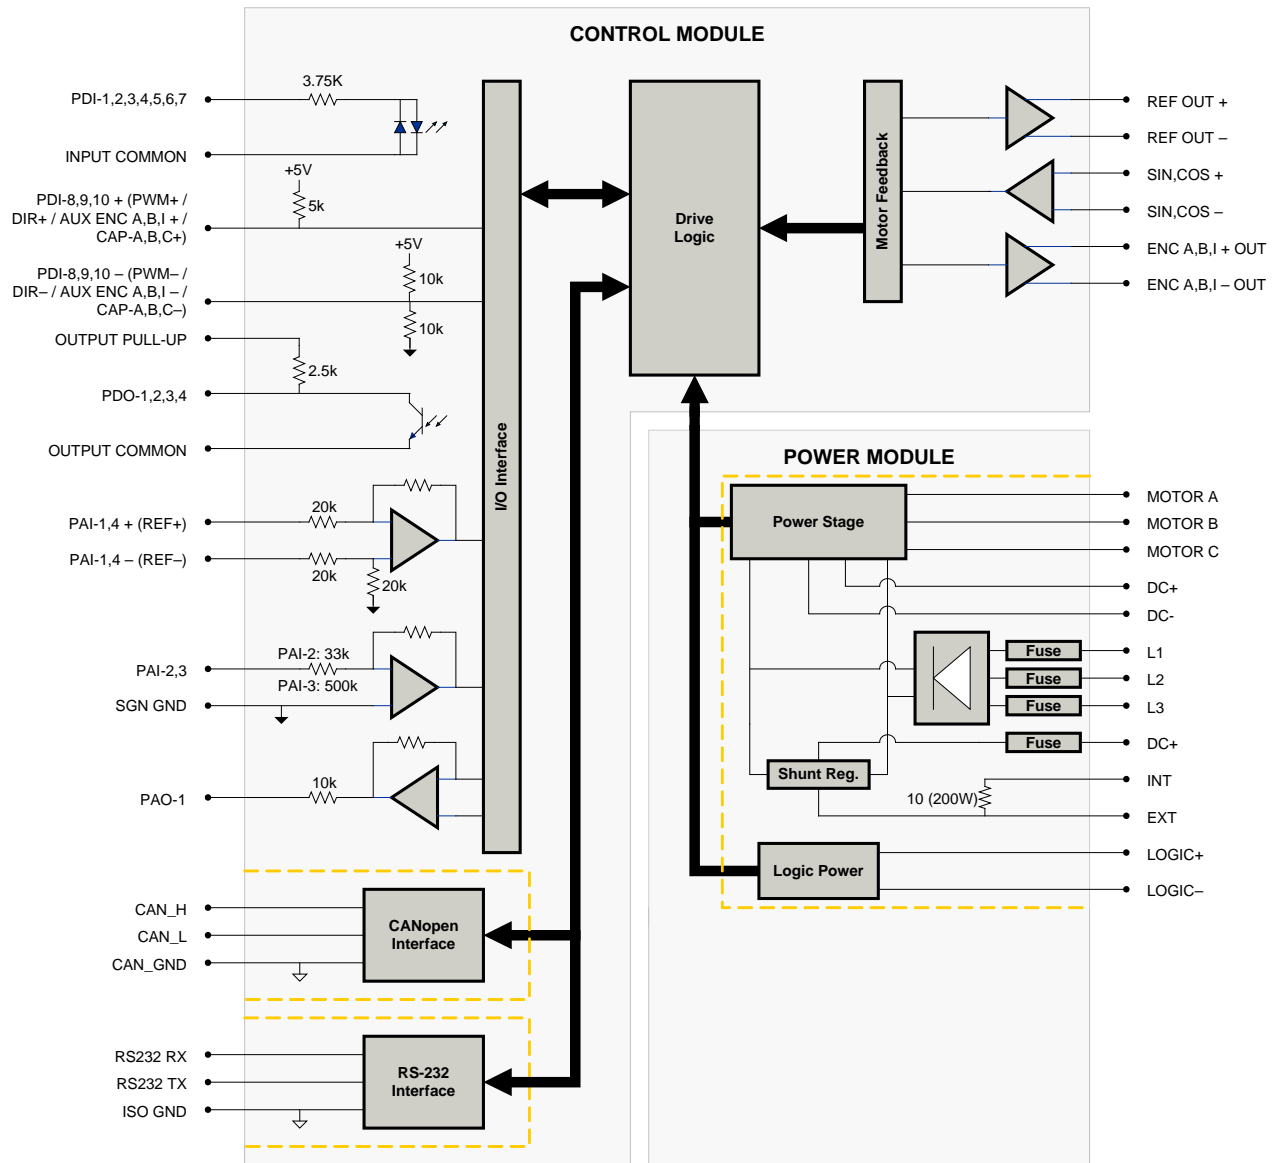 CONTROL MODULE
PDI-1,2,3,4,5,6,7
3.75K
INPUT COMMON
+5V
5k
PDI-8,9,10 + (PWM+ /
DIR+ / AUX ENC A,B,I + /
CAP-A,B,C+)
+5V
10k
PDI-8,9,10 – (PWM– /
DIR– / AUX ENC A,B,I – /
CAP-A,B,C–)
10k
OUTPUT PULL-UP
2.5k
PDO-1,2,3,4
OUTPUT COMMON
PAI-1,4 + (REF+)
20k
PAI-1,4 – (REF–)
20k
20k
PAI-2,3
PAI-2: 33k
PAI-3: 500k
SGN GND
PAO-1
10k
I/O Interface
CAN_H
CAN_L
CAN_GND
CANopen
Interface
RS232 RX
RS232 TX
ISO GND
RS-232
Interface
Drive
Logic
Motor Feedback
REF OUT +
REF OUT –
SIN,COS +
SIN,COS –
ENC A,B,I + OUT
ENC A,B,I – OUT
POWER MODULE
Power Stage
MOTOR A
MOTOR B
MOTOR C
DC+
DC-
Fuse
L1
Fuse
L2
Fuse
L3
Fuse
DC+
Shunt Reg.
10 (200W)
INT
EXT
Logic Power
LOGIC+
LOGIC–